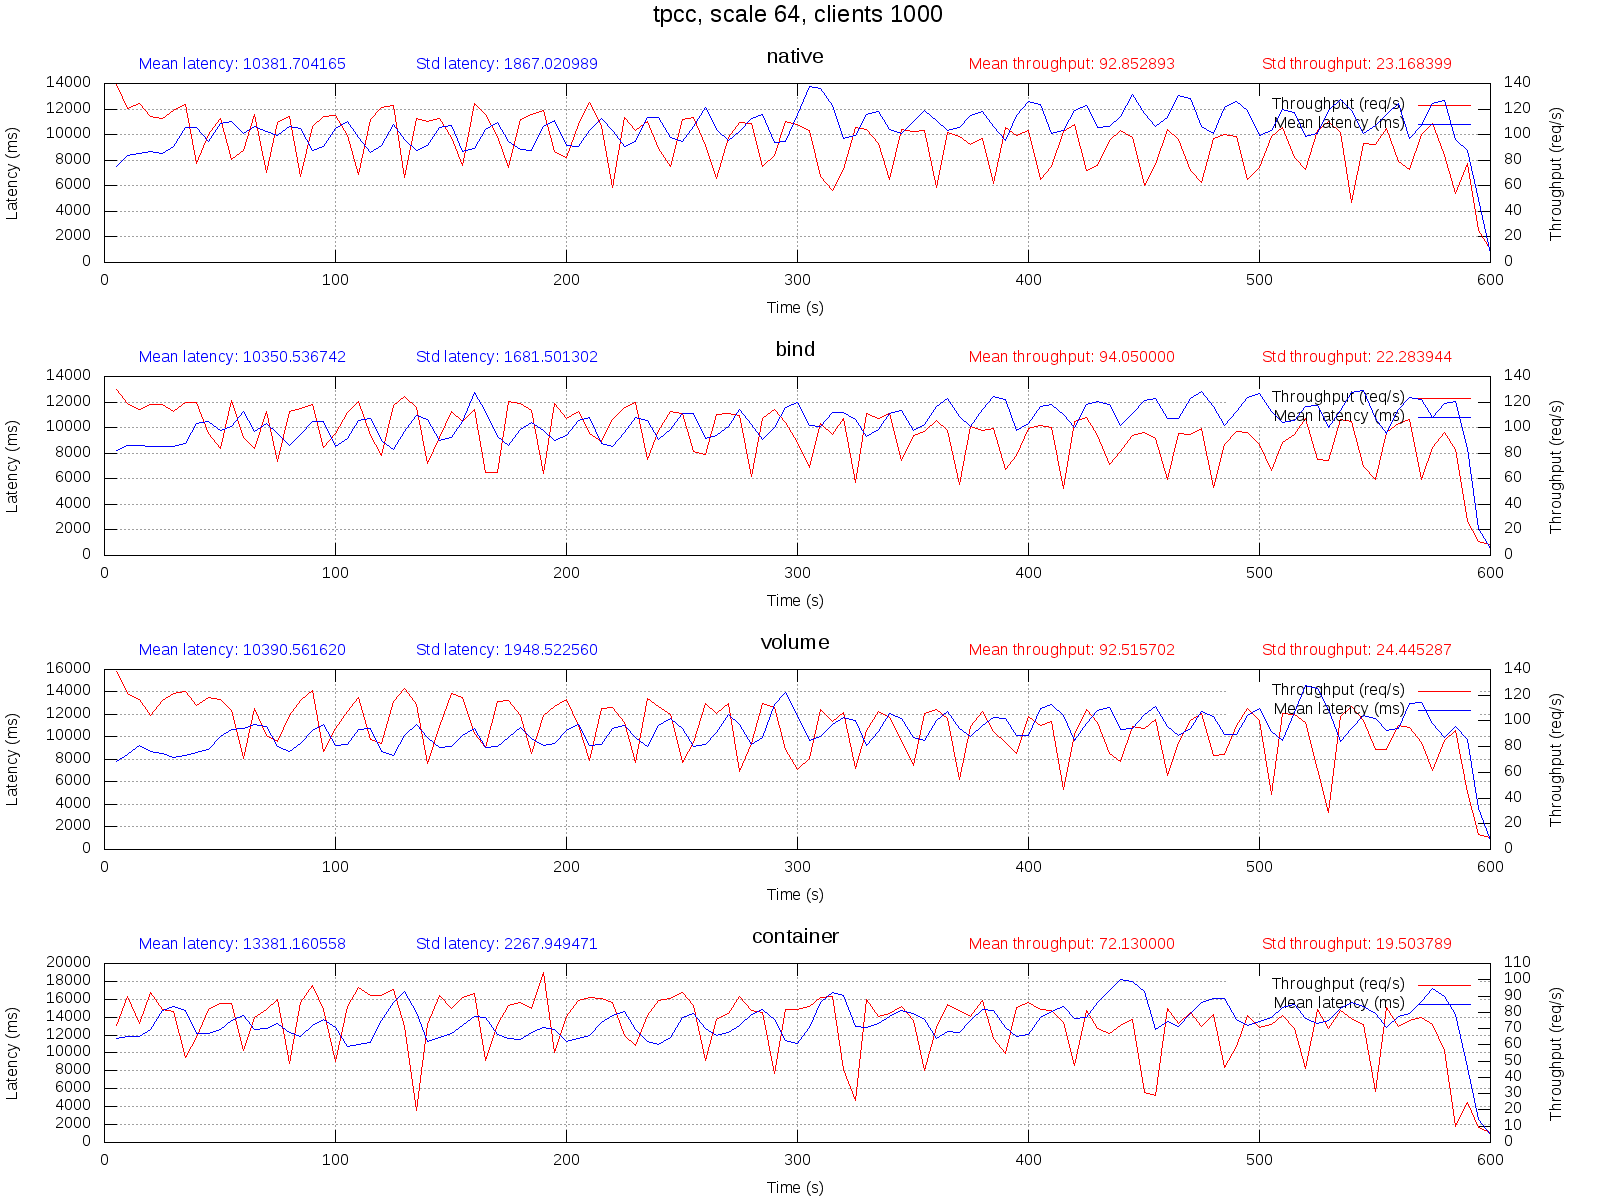 tpcc, scale 64, clients 1000
native
Mean latency: 10381.704165 Std latency: 1867.020989 Mean throughput: 92.852893 Std throughput: 23.168399
14000 140
12000 Throughput (req/s) 120
Mean latency (ms)
10000 100
8000 80
6000 60
4000 40
2000 20
0 0
Latency (ms) Throughput (req/s)
0 100 200 300 400 500 600
Time (s)
bind
Mean latency: 10350.536742 Std latency: 1681.501302 Mean throughput: 94.050000 Std throughput: 22.283944
14000 140
12000 Throughput (req/s) 120
Mean latency (ms)
10000 100
8000 80
6000 60
4000 40
2000 20
0 0
Latency (ms) Throughput (req/s)
0 100 200 300 400 500 600
Time (s)
volume
Mean latency: 10390.561620 Std latency: 1948.522560 Mean throughput: 92.515702 Std throughput: 24.445287
16000 140
14000 Throughput (req/s) 120
12000 Mean latency (ms) 100
10000 80
8000 60
6000 40
4000 20
2000 0
0
Latency (ms) Throughput (req/s)
0 100 200 300 400 500 600
Time (s)
container
Mean latency: 13381.160558 Std latency: 2267.949471 Mean throughput: 72.130000 Std throughput: 19.503789
20000 110
18000 Throughput (req/s) 100
16000 Mean latency (ms) 90
14000 80
12000 70
10000 60
8000 50
6000 40
4000 30
2000 20
0 10
0
Latency (ms) Throughput (req/s)
0 100 200 300 400 500 600
Time (s)